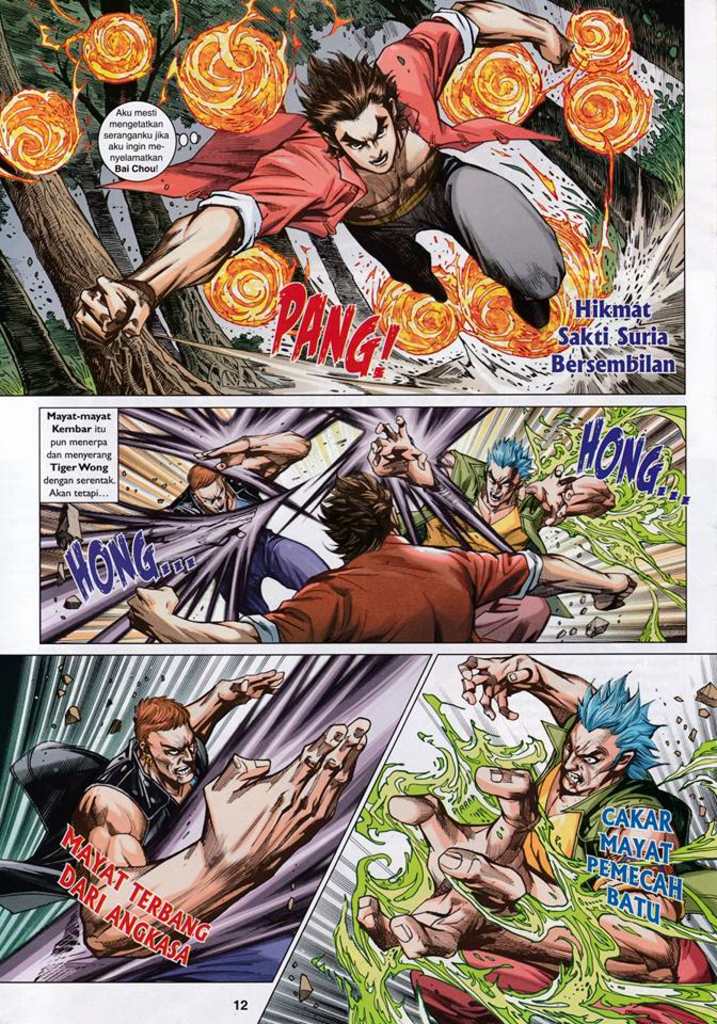 Aku mesti
mengetatkan
seranganku jika
aku ingin me-
nyelamatkan
Bai Chou!
PANG!
Hikmat
Sakti Suria
Bersembilan
Mayat-mayat
Kembar itu
pun menerpa
dan menyerang
Tiger Wong
dengan serentak.
Akan tetapi...
HONG...
HONG...
MAYAT TERBANG
DARI ANGKASA
CAKAR
MAYAT
PEMECAH
BATU
12